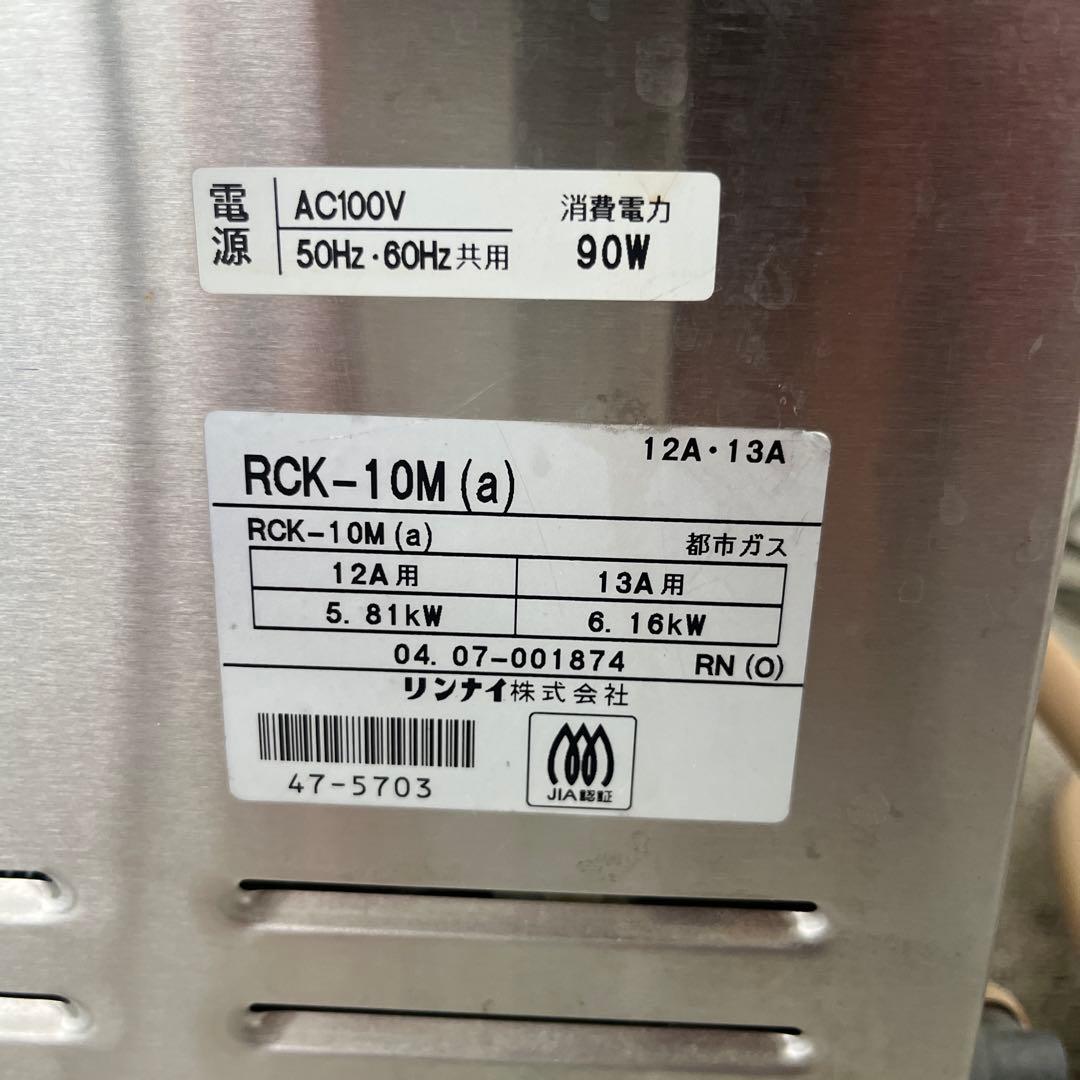 電源
AC100V
50Hz・60Hz共用
消費電力
90W
12A・13A
RCK-10M(a)
RCK-10M(a)
都市ガス
12A用 13A用
5.81kW 6.16kW
04.07-001874 RN(O)
リンナイ株式会社
47-5703
JIA認証